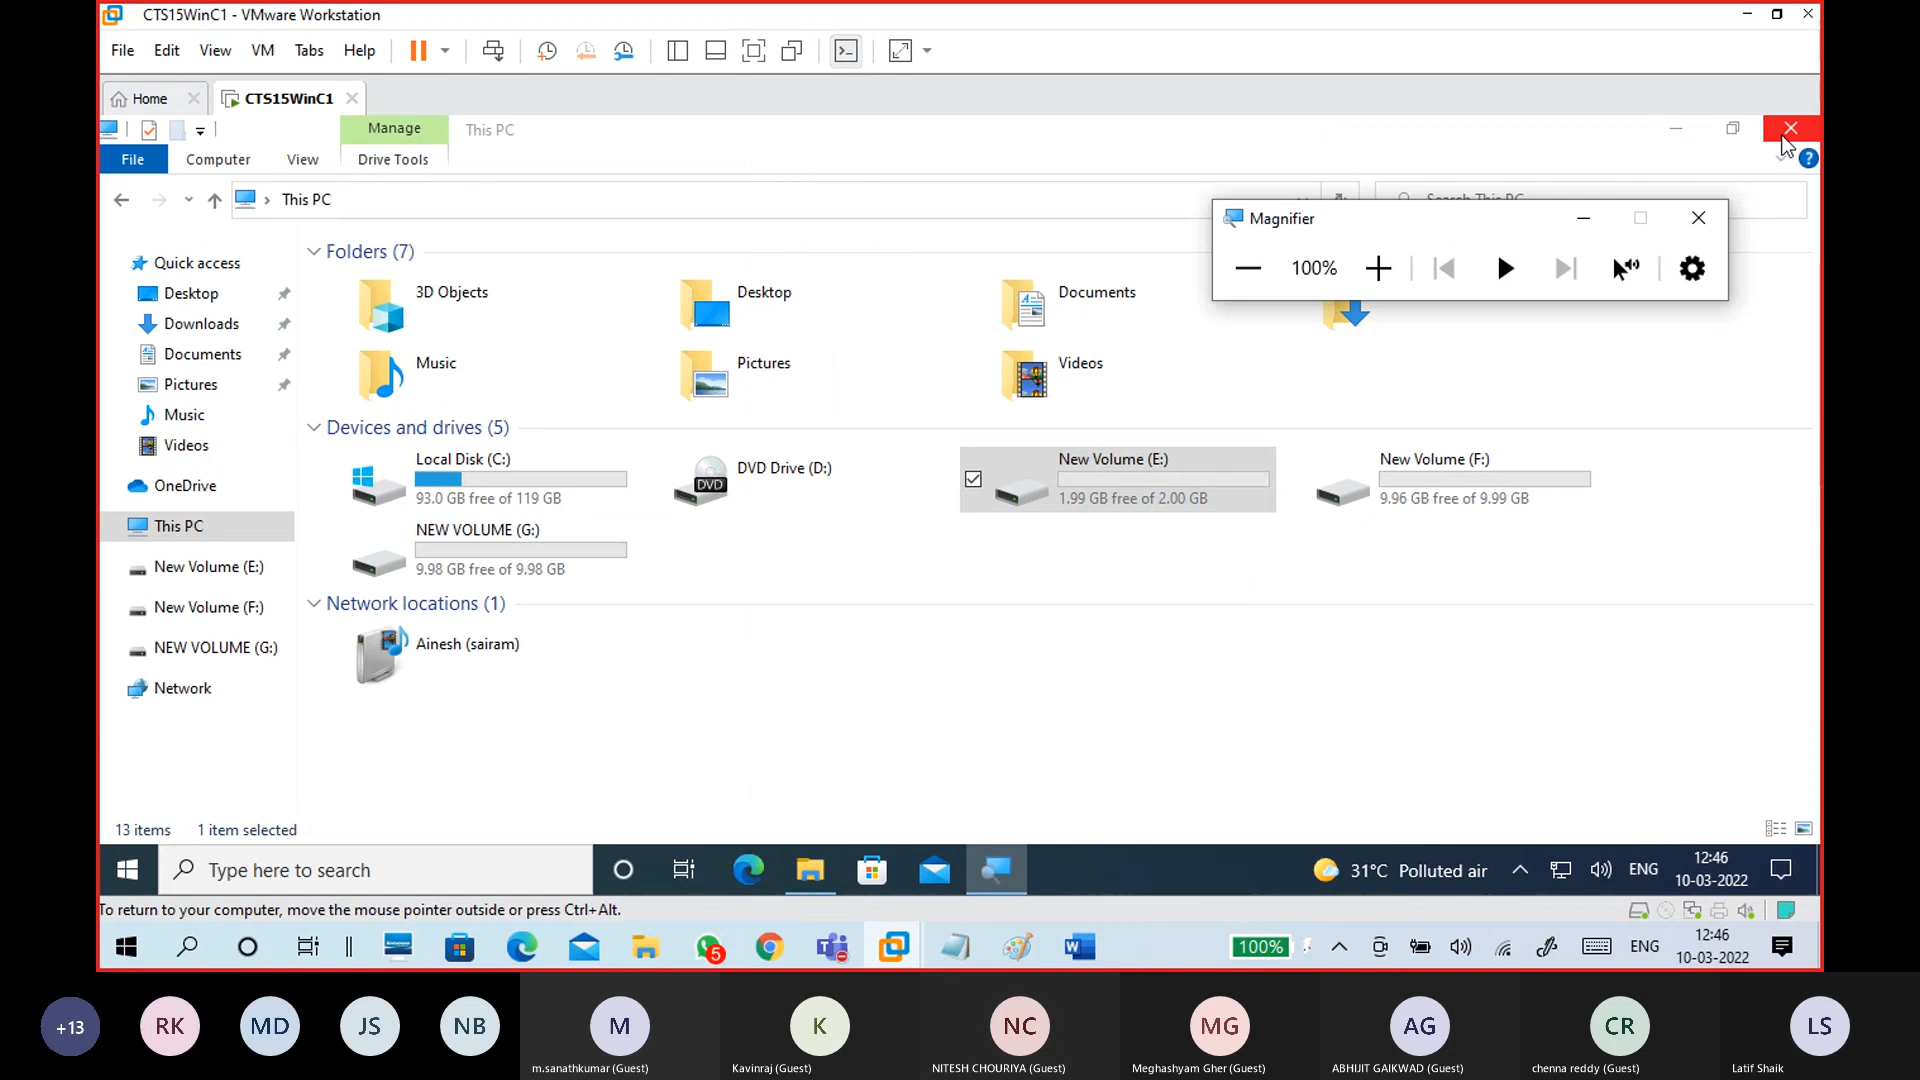 CTS15WinC1 - VMware Workstation
File Edit View VM Tabs Help
Home CTS15WinC1
Manage This PC
File Computer View Drive Tools
This PC
Magnifier
100%
Quick access
Desktop
Downloads
Documents
Pictures
Music
Videos
OneDrive
This PC
New Volume (E:)
New Volume (F:)
NEW VOLUME (G:)
Network
Folders (7)
3D Objects Desktop Documents
Music Pictures Videos
Devices and drives (5)
Local Disk (C:)
93.0 GB free of 119 GB
DVD Drive (D:)
DVD
New Volume (E:)
1.99 GB free of 2.00 GB
New Volume (F:)
9.96 GB free of 9.99 GB
NEW VOLUME (G:)
9.98 GB free of 9.98 GB
Network locations (1)
Ainesh (sairam)
13 items 1 item selected
Type here to search
31°C Polluted air ENG
12:46
10-03-2022
To return to your computer, move the mouse pointer outside or press Ctrl+Alt.
5
100% ENG
12:46
10-03-2022
+13 RK MD JS NB M K NC MG AG CR LS
m.sanathkumar (Guest) Kavinraj (Guest) NITESH CHOURIYA (Guest) Meghashyam Gher (Guest) ABHIJIT GAIKWAD (Guest) chenna reddy (Guest) Latif Shaik